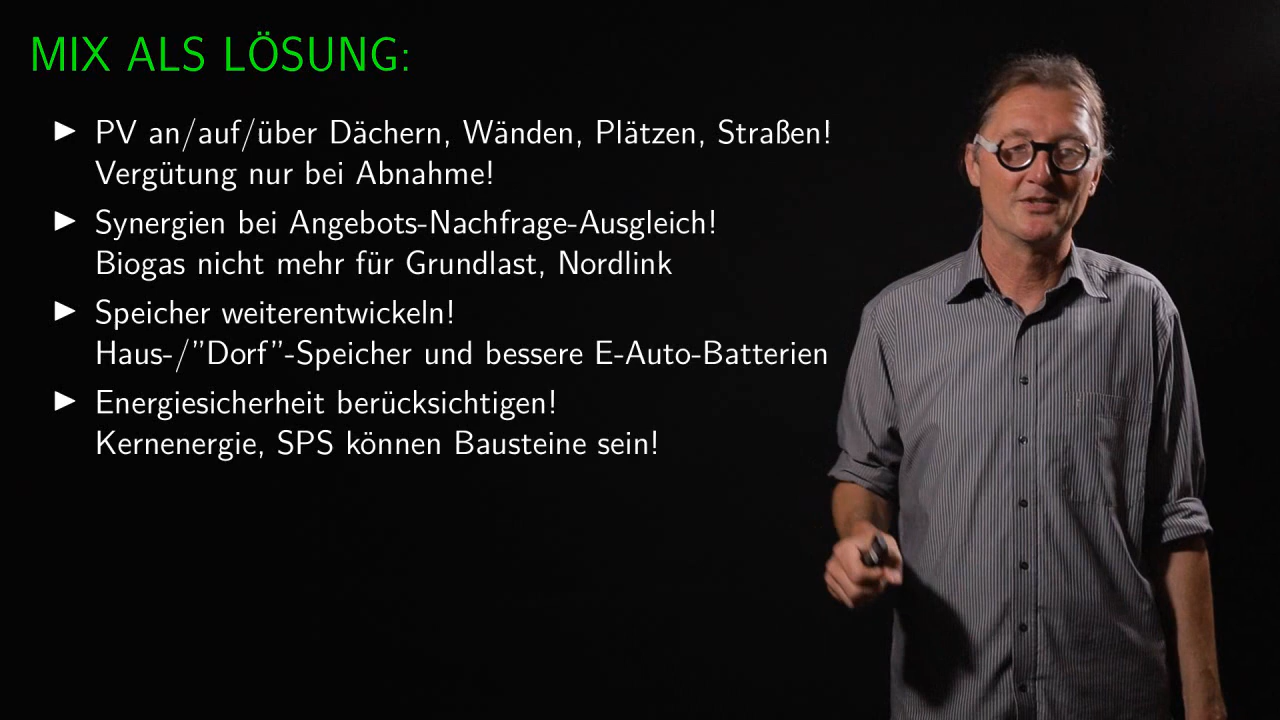 MIX ALS LÖSUNG:
▶ PV an/auf/über Dächern, Wänden, Plätzen, Straßen!
Vergütung nur bei Abnahme!
▶ Synergien bei Angebots-Nachfrage-Ausgleich!
Biogas nicht mehr für Grundlast, Nordlink
▶ Speicher weiterentwickeln!
Haus-/”Dorf”-Speicher und bessere E-Auto-Batterien
▶ Energiesicherheit berücksichtigen!
Kernenergie, SPS können Bausteine sein!